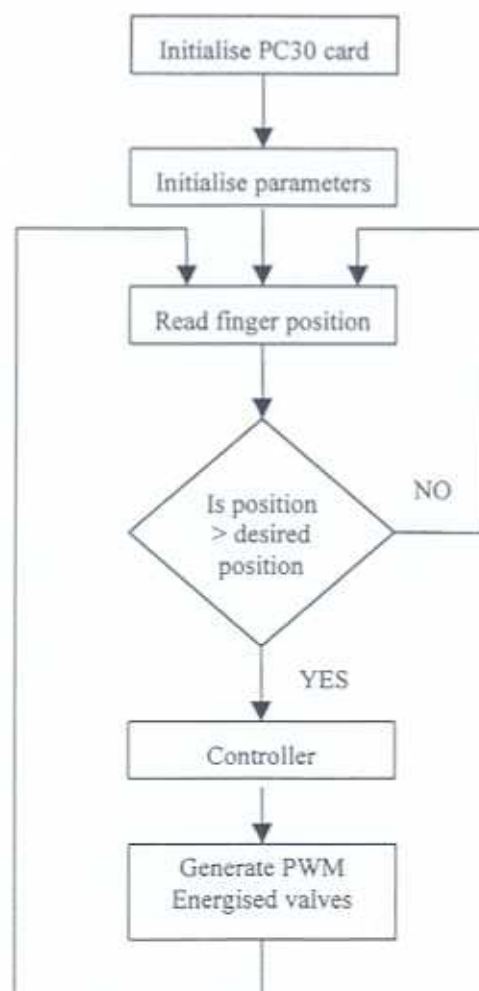 Initialise PC30 card
Initialise parameters
Read finger position
Is position
> desired
position
NO
YES
Controller
Generate PWM
Energised valves